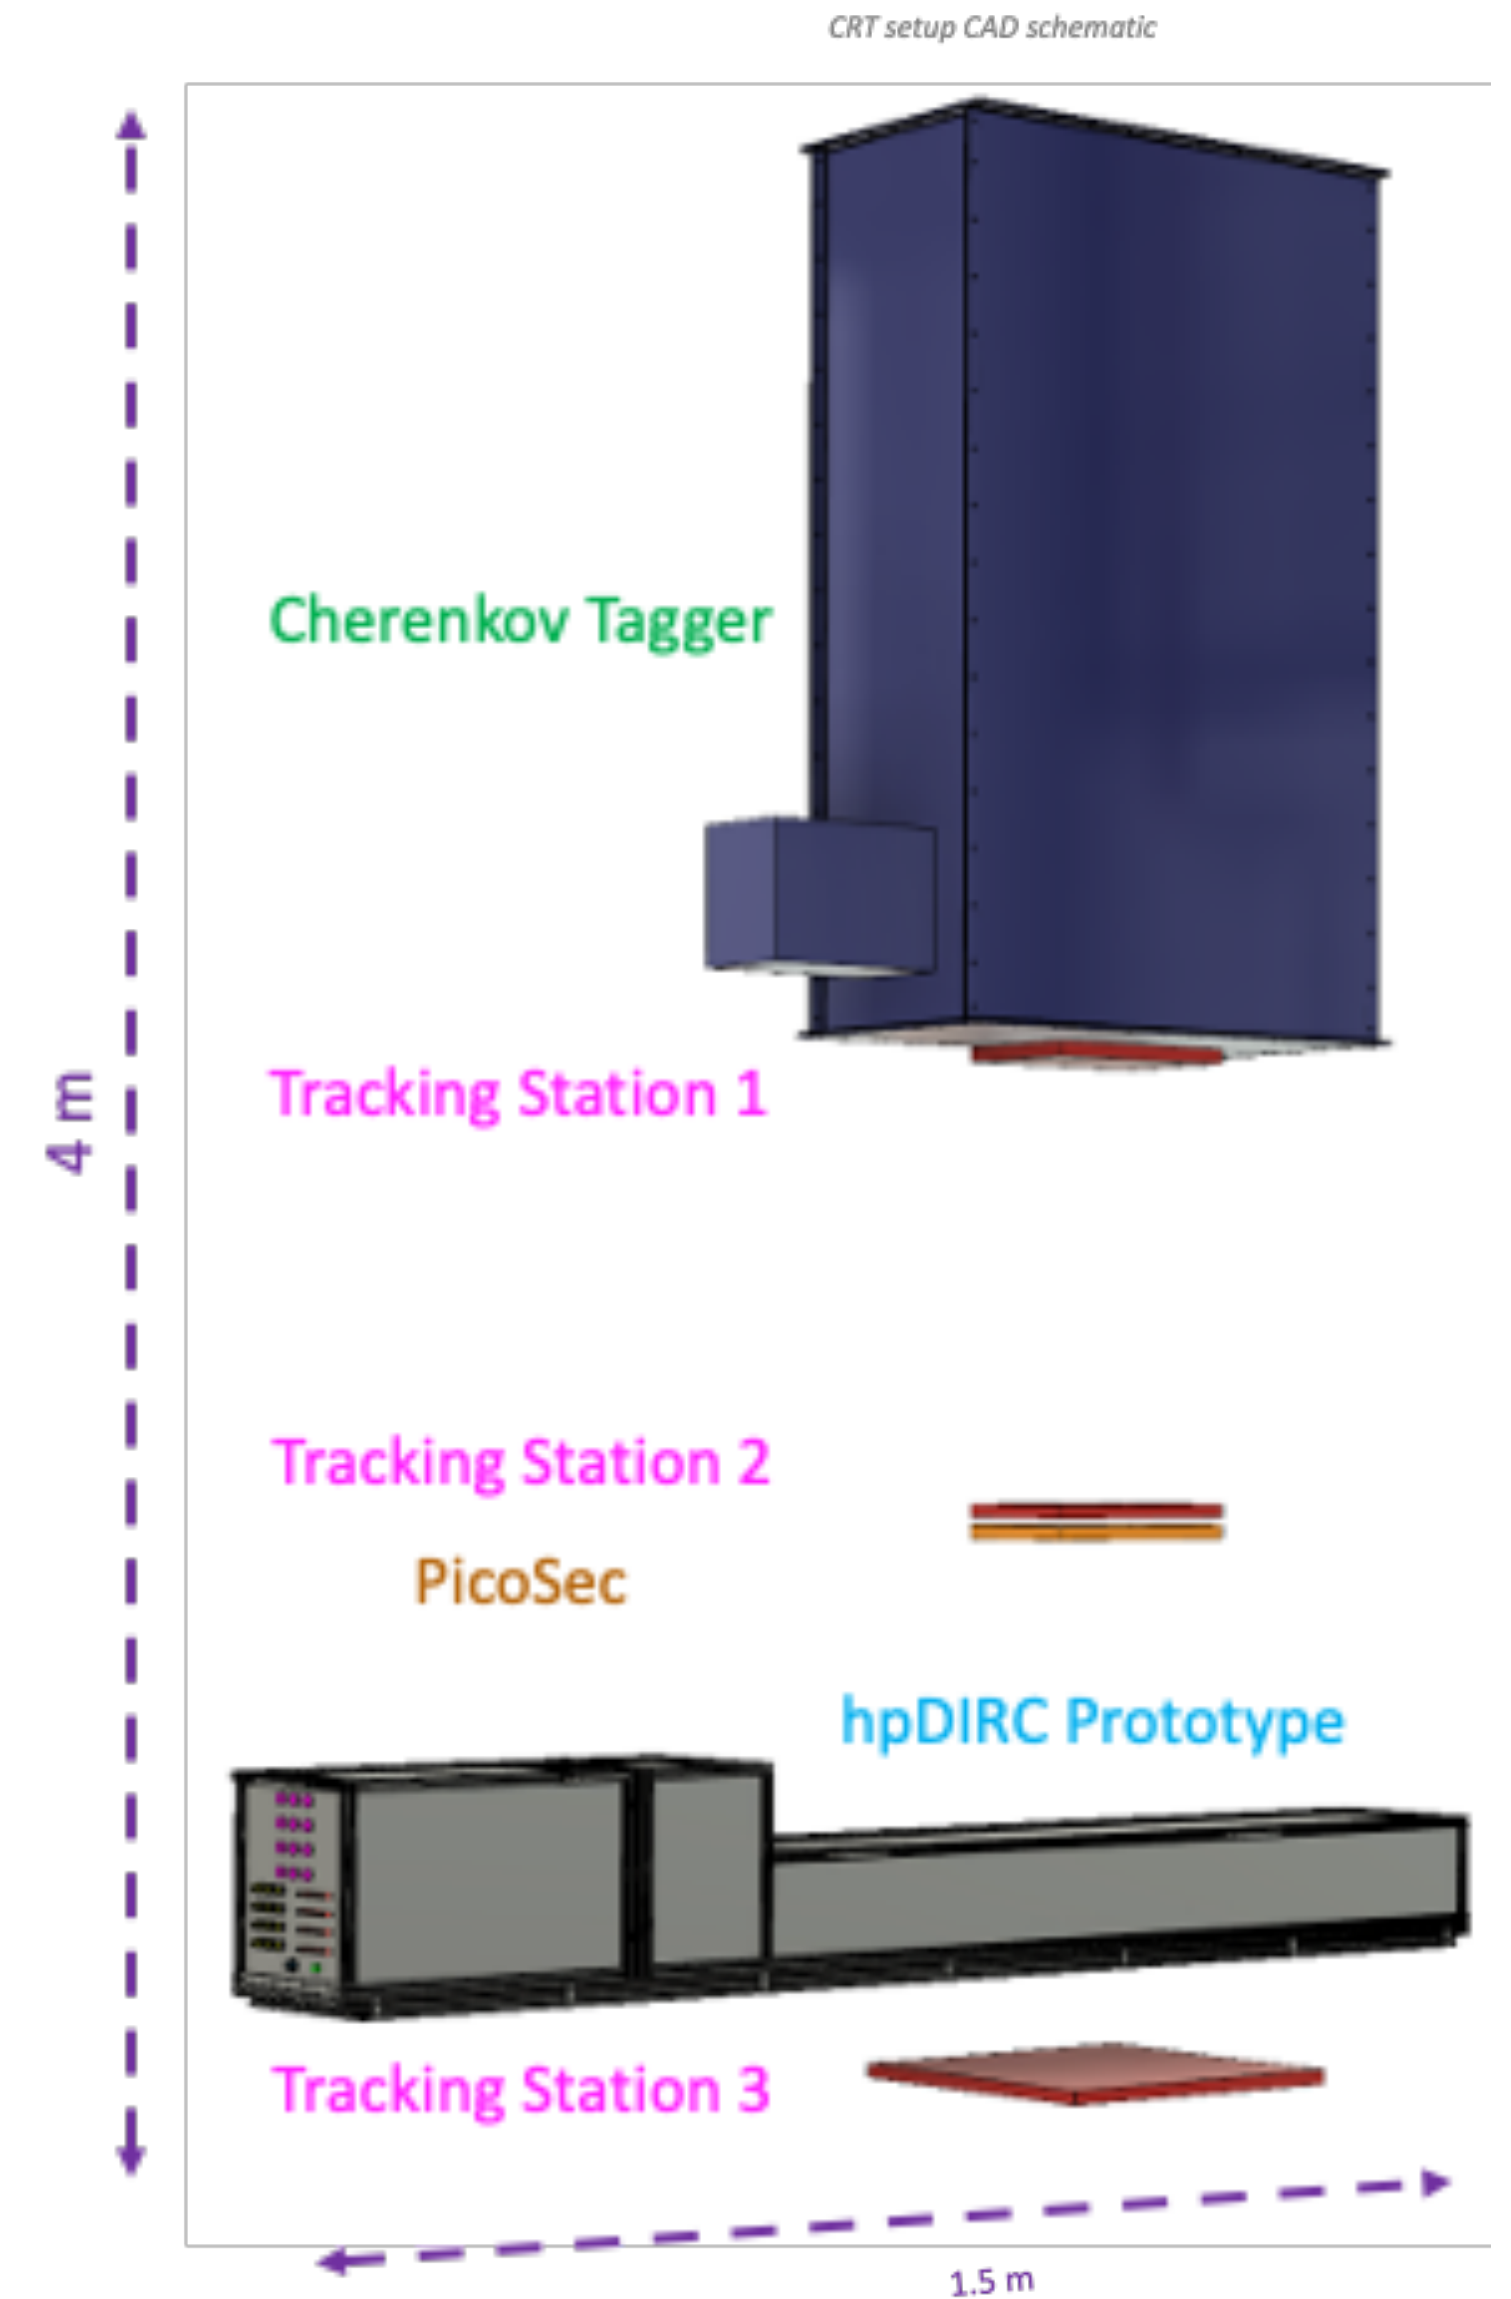 CRT setup CAD schematic
Cherenkov Tagger
Tracking Station 1
4 m
Tracking Station 2
PicoSec
hpDIRC Prototype
Tracking Station 3
1.5 m